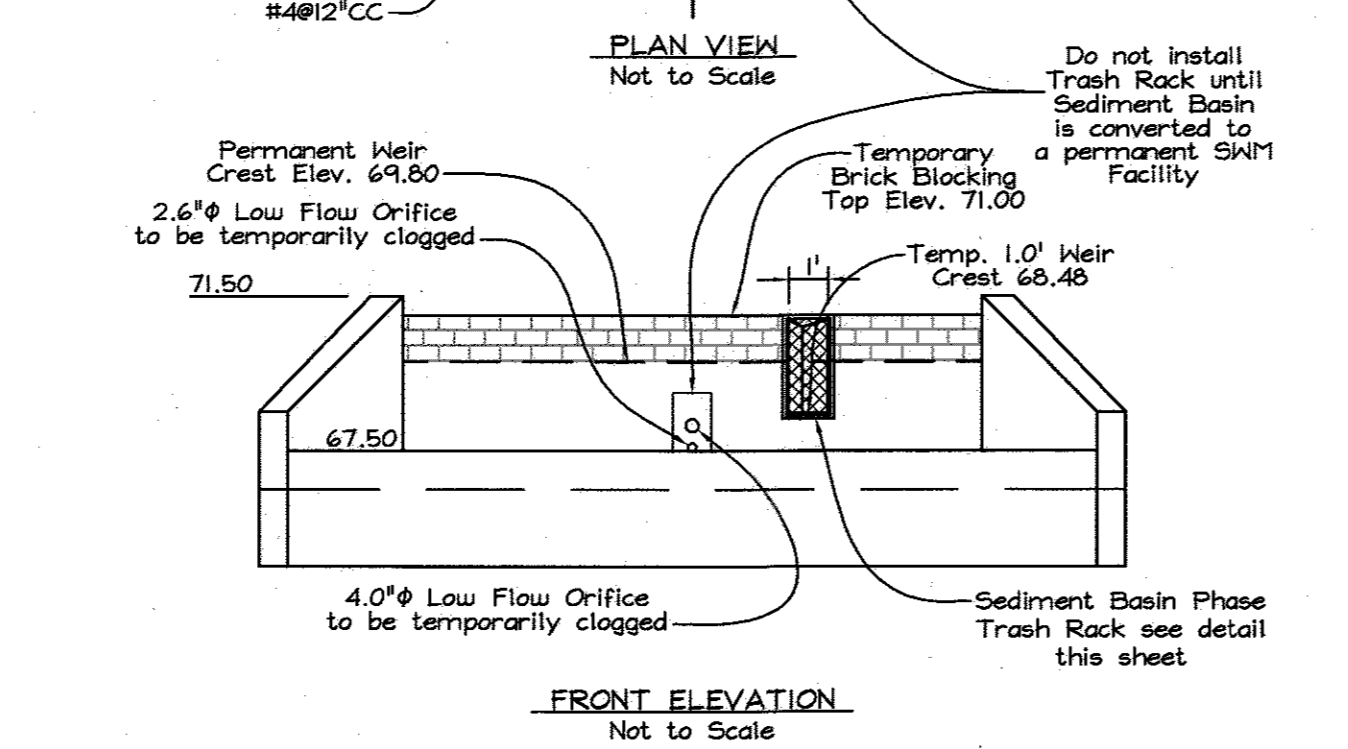 #4@12"CC
PLAN VIEW
Not to Scale
Do not install
Trash Rack until
Sediment Basin
is converted to
a permanent SWM
Facility
Permanent Weir
Crest Elev. 69.80
Temporary
Brick Blocking
Top Elev. 71.00
2.6"ϕ Low Flow Orifice
to be temporarily clogged
Temp. 1.0' Weir
Crest 68.48
1'
71.50
67.50
4.0"ϕ Low Flow Orifice
to be temporarily clogged
Sediment Basin Phase
Trash Rack see detail
this sheet
FRONT ELEVATION
Not to Scale